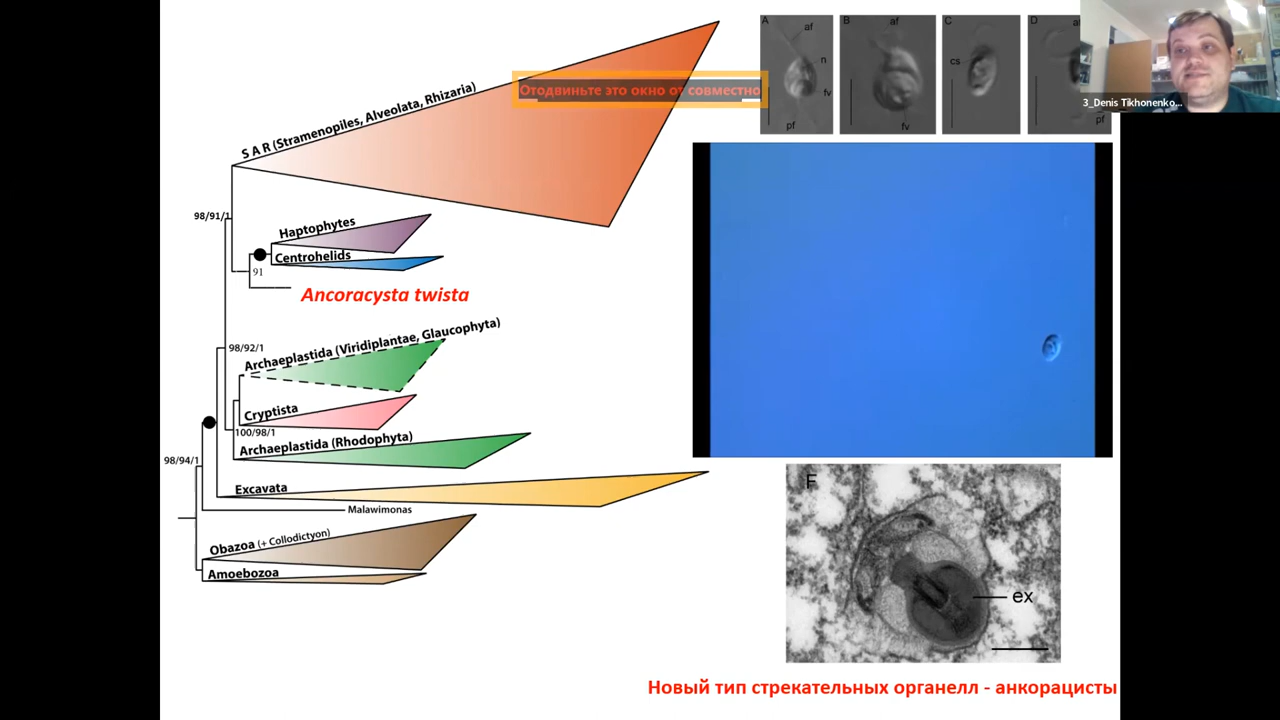 S A R (Stramenopiles, Alveolata, Rhizaria)
Отодвиньте это окно от совместно
98/91/1
Haptophytes
Centrohelids
91
Ancoracysta twista
98/92/1
Archaeplastida (Viridiplantae, Glaucophyta)
Cryptista
100/98/1
Archaeplastida (Rhodophyta)
98/94/1
Excavata
Malawimonas
Obazoa (+ Collodictyon)
Amoebozoa
A
af
n
fv
pf
B
af
fv
C
cs
D
pf
3_Denis Tikhonenko...
F
ex
Новый тип стрекательных органелл - анкорацисты